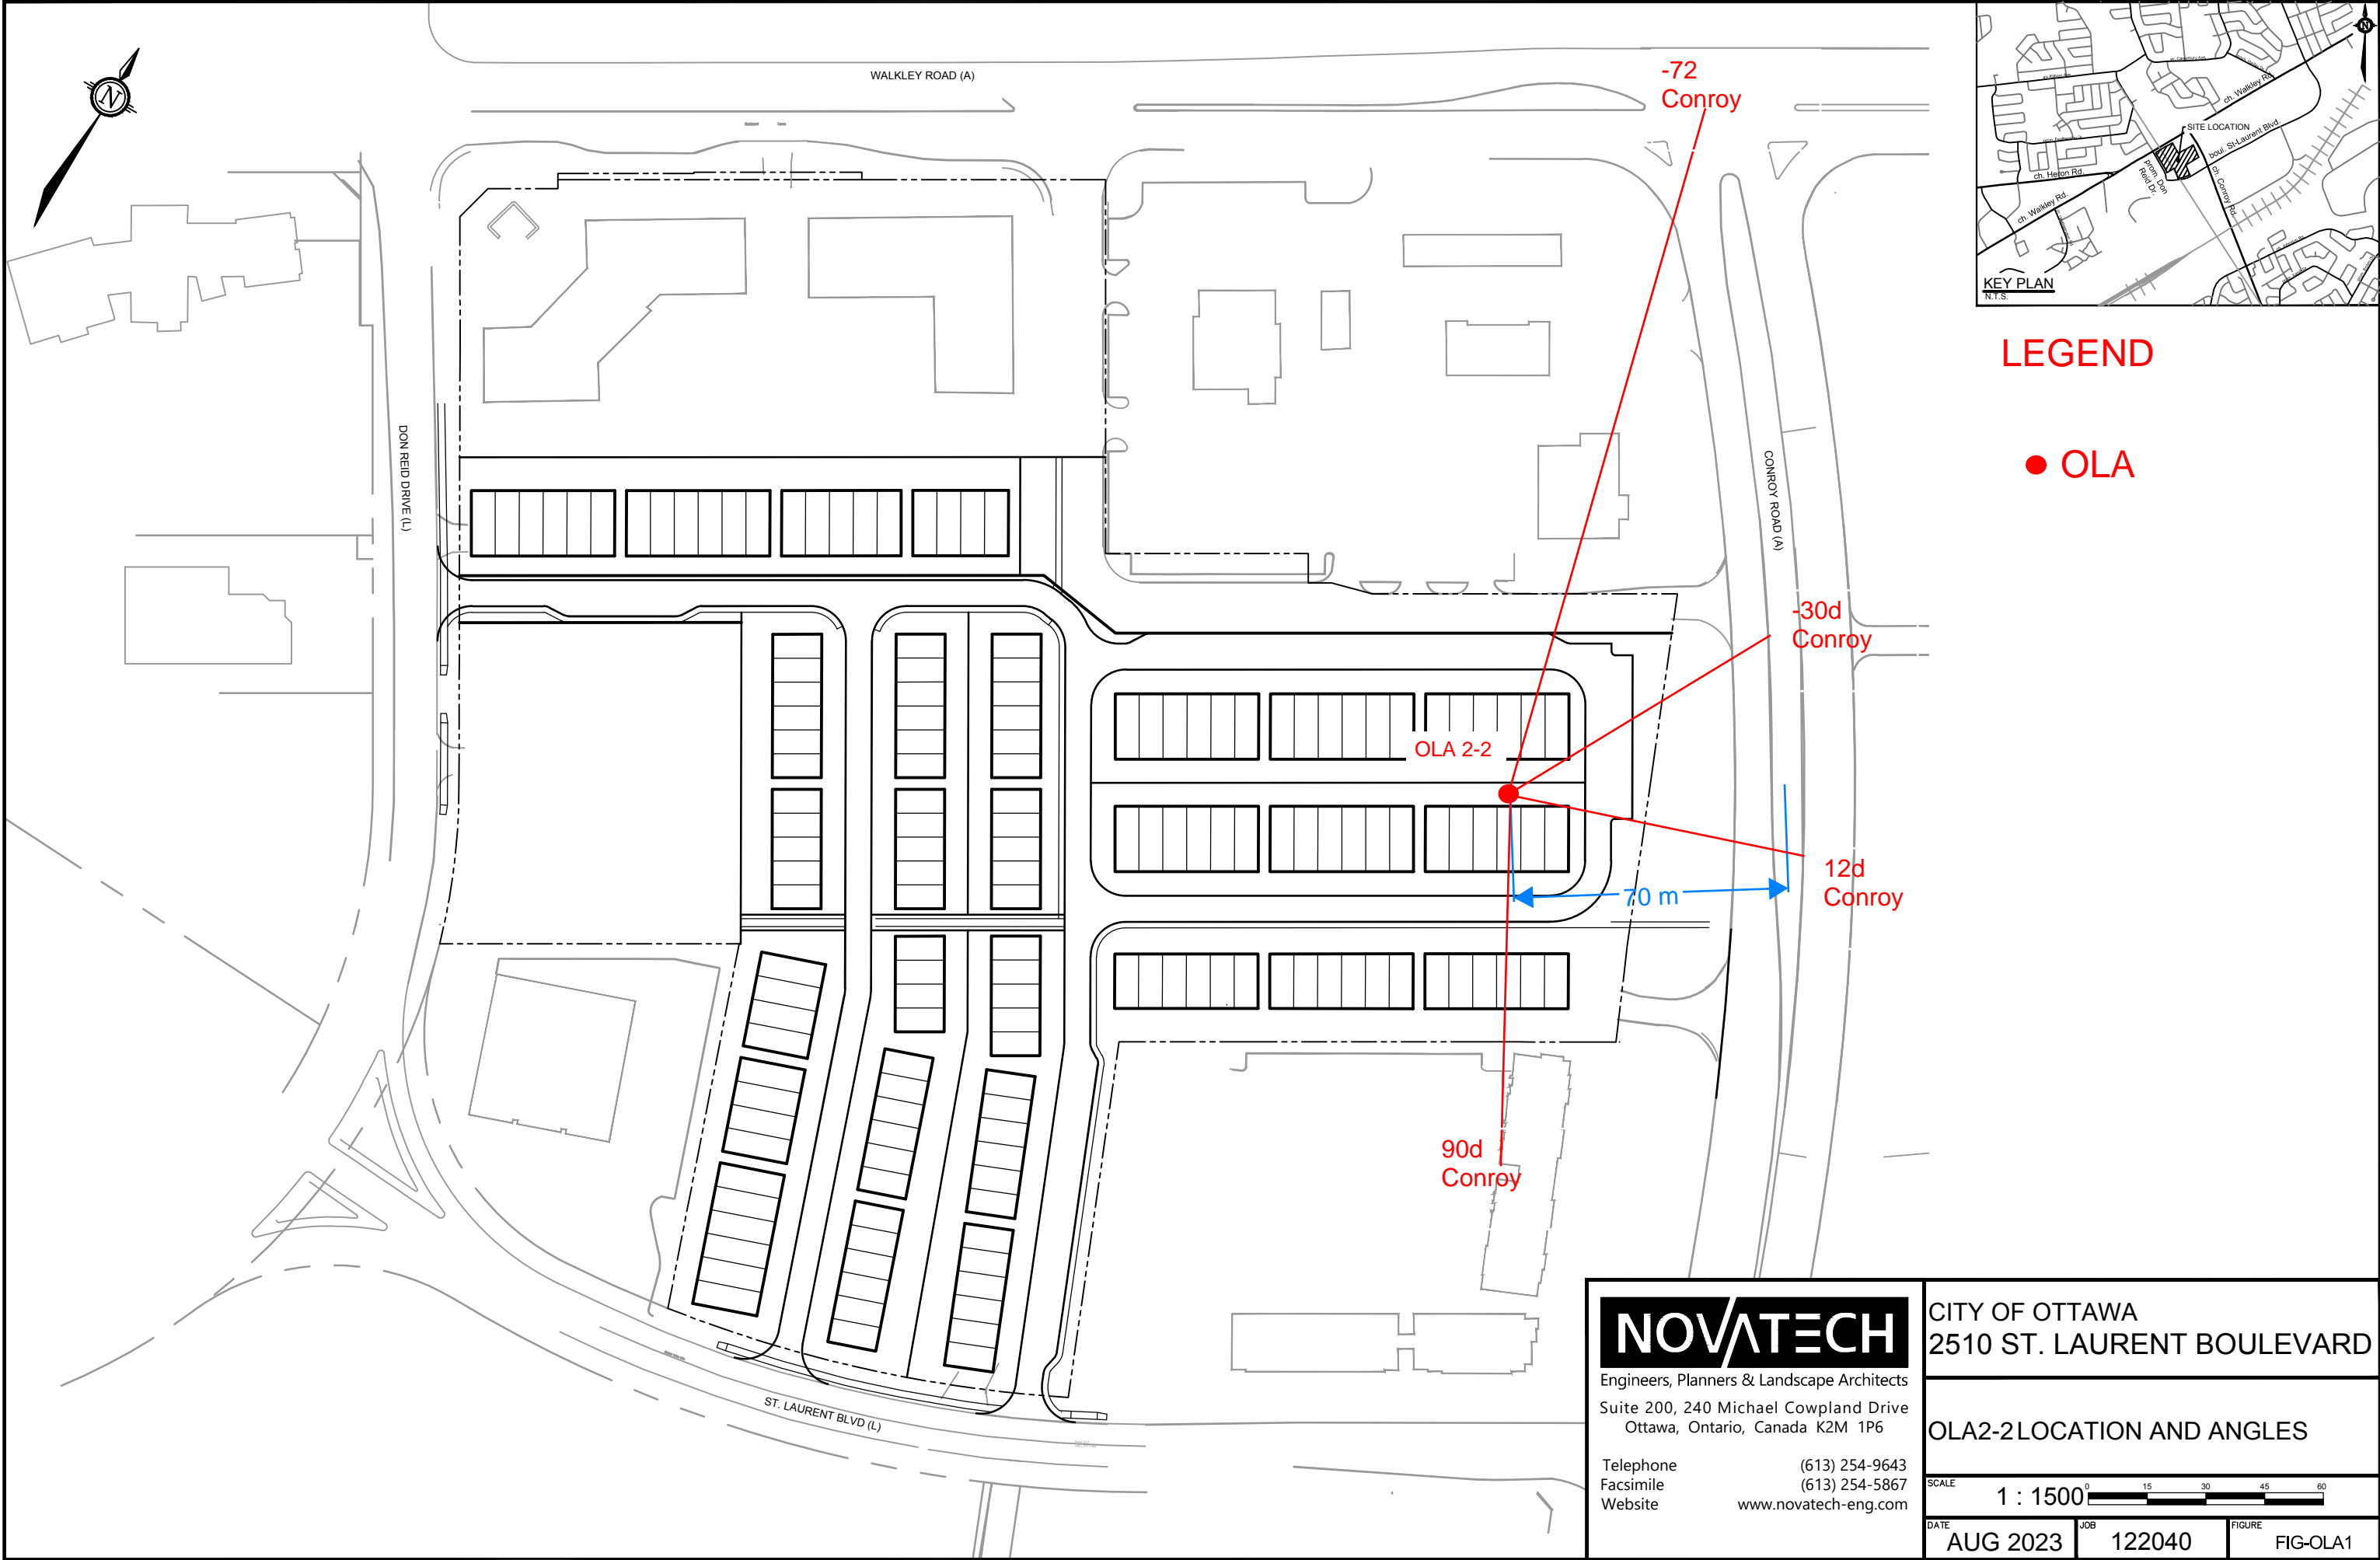 WALKLEY ROAD (A)
N
-72
Conroy
N
ch. Walkley Rd.
SITE LOCATION
boul. St-Laurent Blvd.
ch. Heron Rd.
prom. Don
Reid Dr.
ch. Conroy Rd.
ch. Walkley Rd.
KEY PLAN
N.T.S.
LEGEND
OLA
DON REID DRIVE (L)
CONROY ROAD (A)
-30d
Conroy
OLA 2-2
12d
Conroy
70 m
90d
Conroy
ST. LAURENT BLVD (L)
NOVATECH
Engineers, Planners & Landscape Architects
Suite 200, 240 Michael Cowpland Drive
Ottawa, Ontario, Canada K2M 1P6
Telephone (613) 254-9643
Facsimile (613) 254-5867
Website www.novatech-eng.com
CITY OF OTTAWA
2510 ST. LAURENT BOULEVARD
OLA2-2 LOCATION AND ANGLES
SCALE
1 : 1500
0 15 30 45 60
DATE AUG 2023
JOB 122040
FIGURE FIG-OLA1